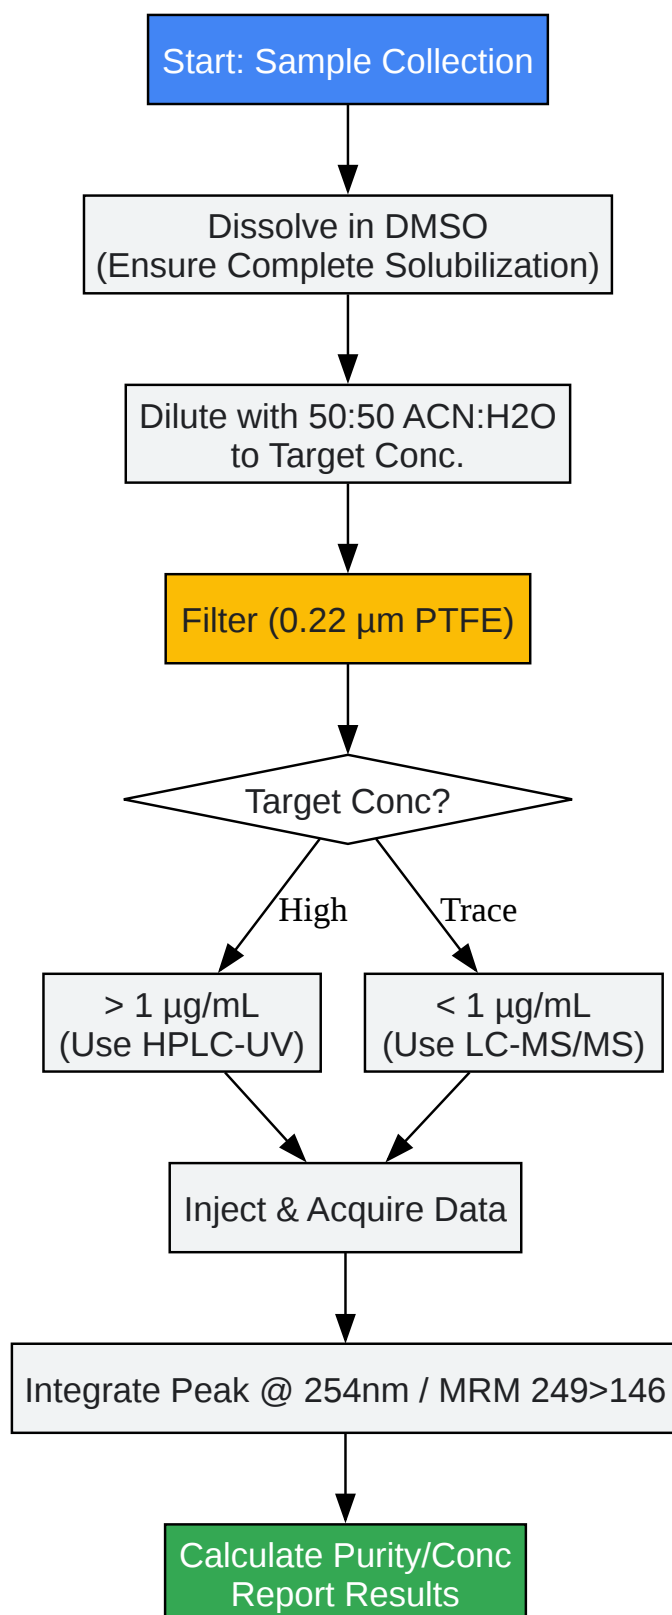 Start: Sample Collection
Dissolve in DMSO
(Ensure Complete Solubilization)
Dilute with 50:50 ACN:H2O
to Target Conc.
Filter (0.22 µm PTFE)
Target Conc?
High
Trace
> 1 µg/mL
(Use HPLC-UV)
< 1 µg/mL
(Use LC-MS/MS)
Inject & Acquire Data
Integrate Peak @ 254nm / MRM 249>146
Calculate Purity/Conc
Report Results